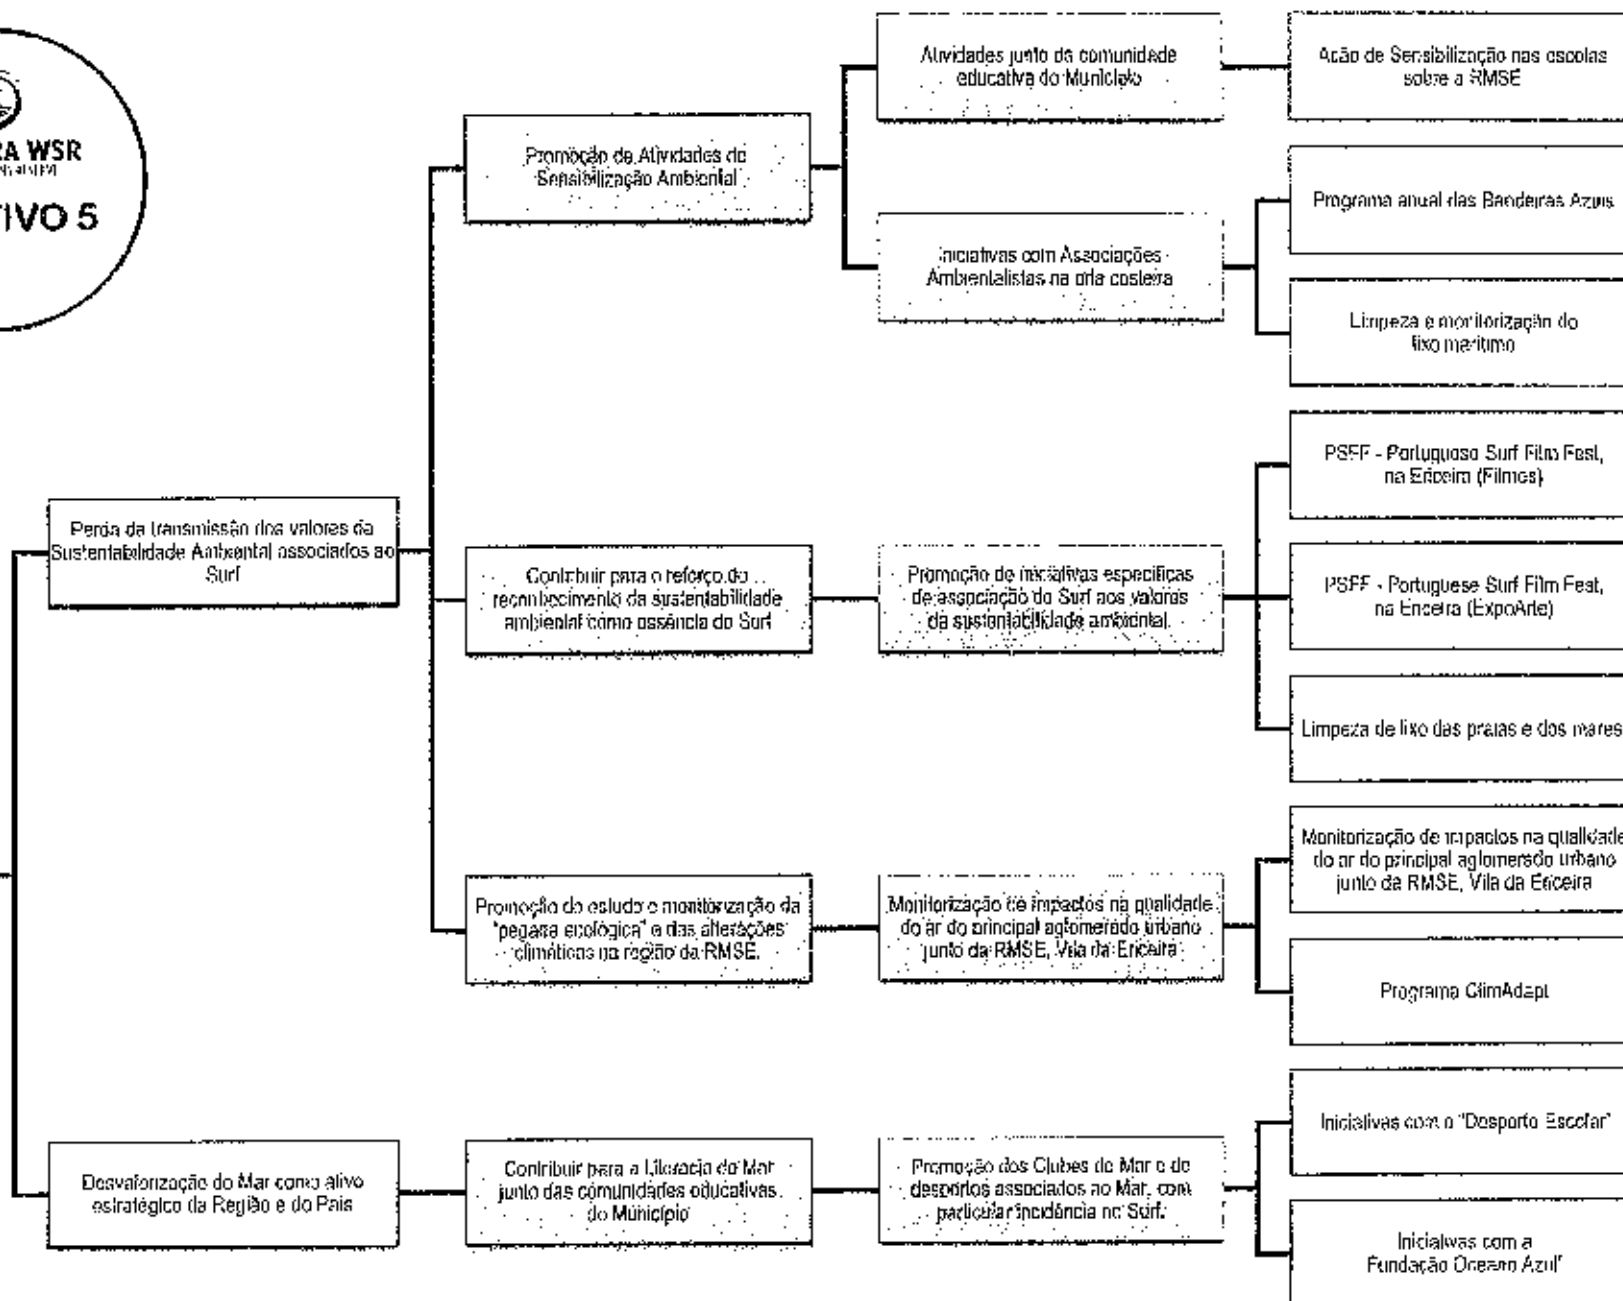 RA WSR
TIVO 5
Perda da transmissão dos valores da
Sustentabilidade Ambiental associados ao
Surf
Desvalorização do Mar como ativo
estratégico da Região e do País
Promoção de Atividades de
Sensibilização Ambiental
Contribuir para o reforço do
reconhecimento da sustentabilidade
ambiental como essência do Surf
Promoção do estudo e monitorização da
"pegada ecológica" e das alterações
climáticas na região da RMSE.
Contribuir para a Literacia do Mar
junto das comunidades educativas
do Município
Atividades junto da comunidade
educativa do Município
Iniciativas com Associações
Ambientalistas na orla costeira
Promoção de iniciativas específicas
de associação do Surf aos valores
da sustentabilidade ambiental.
Monitorização de impactos na qualidade
do ar do principal aglomerado urbano
junto da RMSE, Vila da Ericeira
Promoção dos Clubes do Mar e de
desportos associados ao Mar, com
particular incidência no Surf.
Ação de Sensibilização nas escolas
sobre a RMSE
Programa anual das Bandeiras Azuis
Limpeza e monitorização do
lixo marítimo
PSFF - Portuguese Surf Film Fest,
na Ericeira (Filmes)
PSFF - Portuguese Surf Film Fest,
na Ericeira (ExpoArte)
Limpeza de lixo das praias e dos mares
Monitorização de impactos na qualidade
do ar do principal aglomerado urbano
junto da RMSE, Vila da Ericeira
Programa ClimAdapt
Iniciativas com o "Desporto Escolar"
Iniciativas com a
Fundação Oceano Azul"